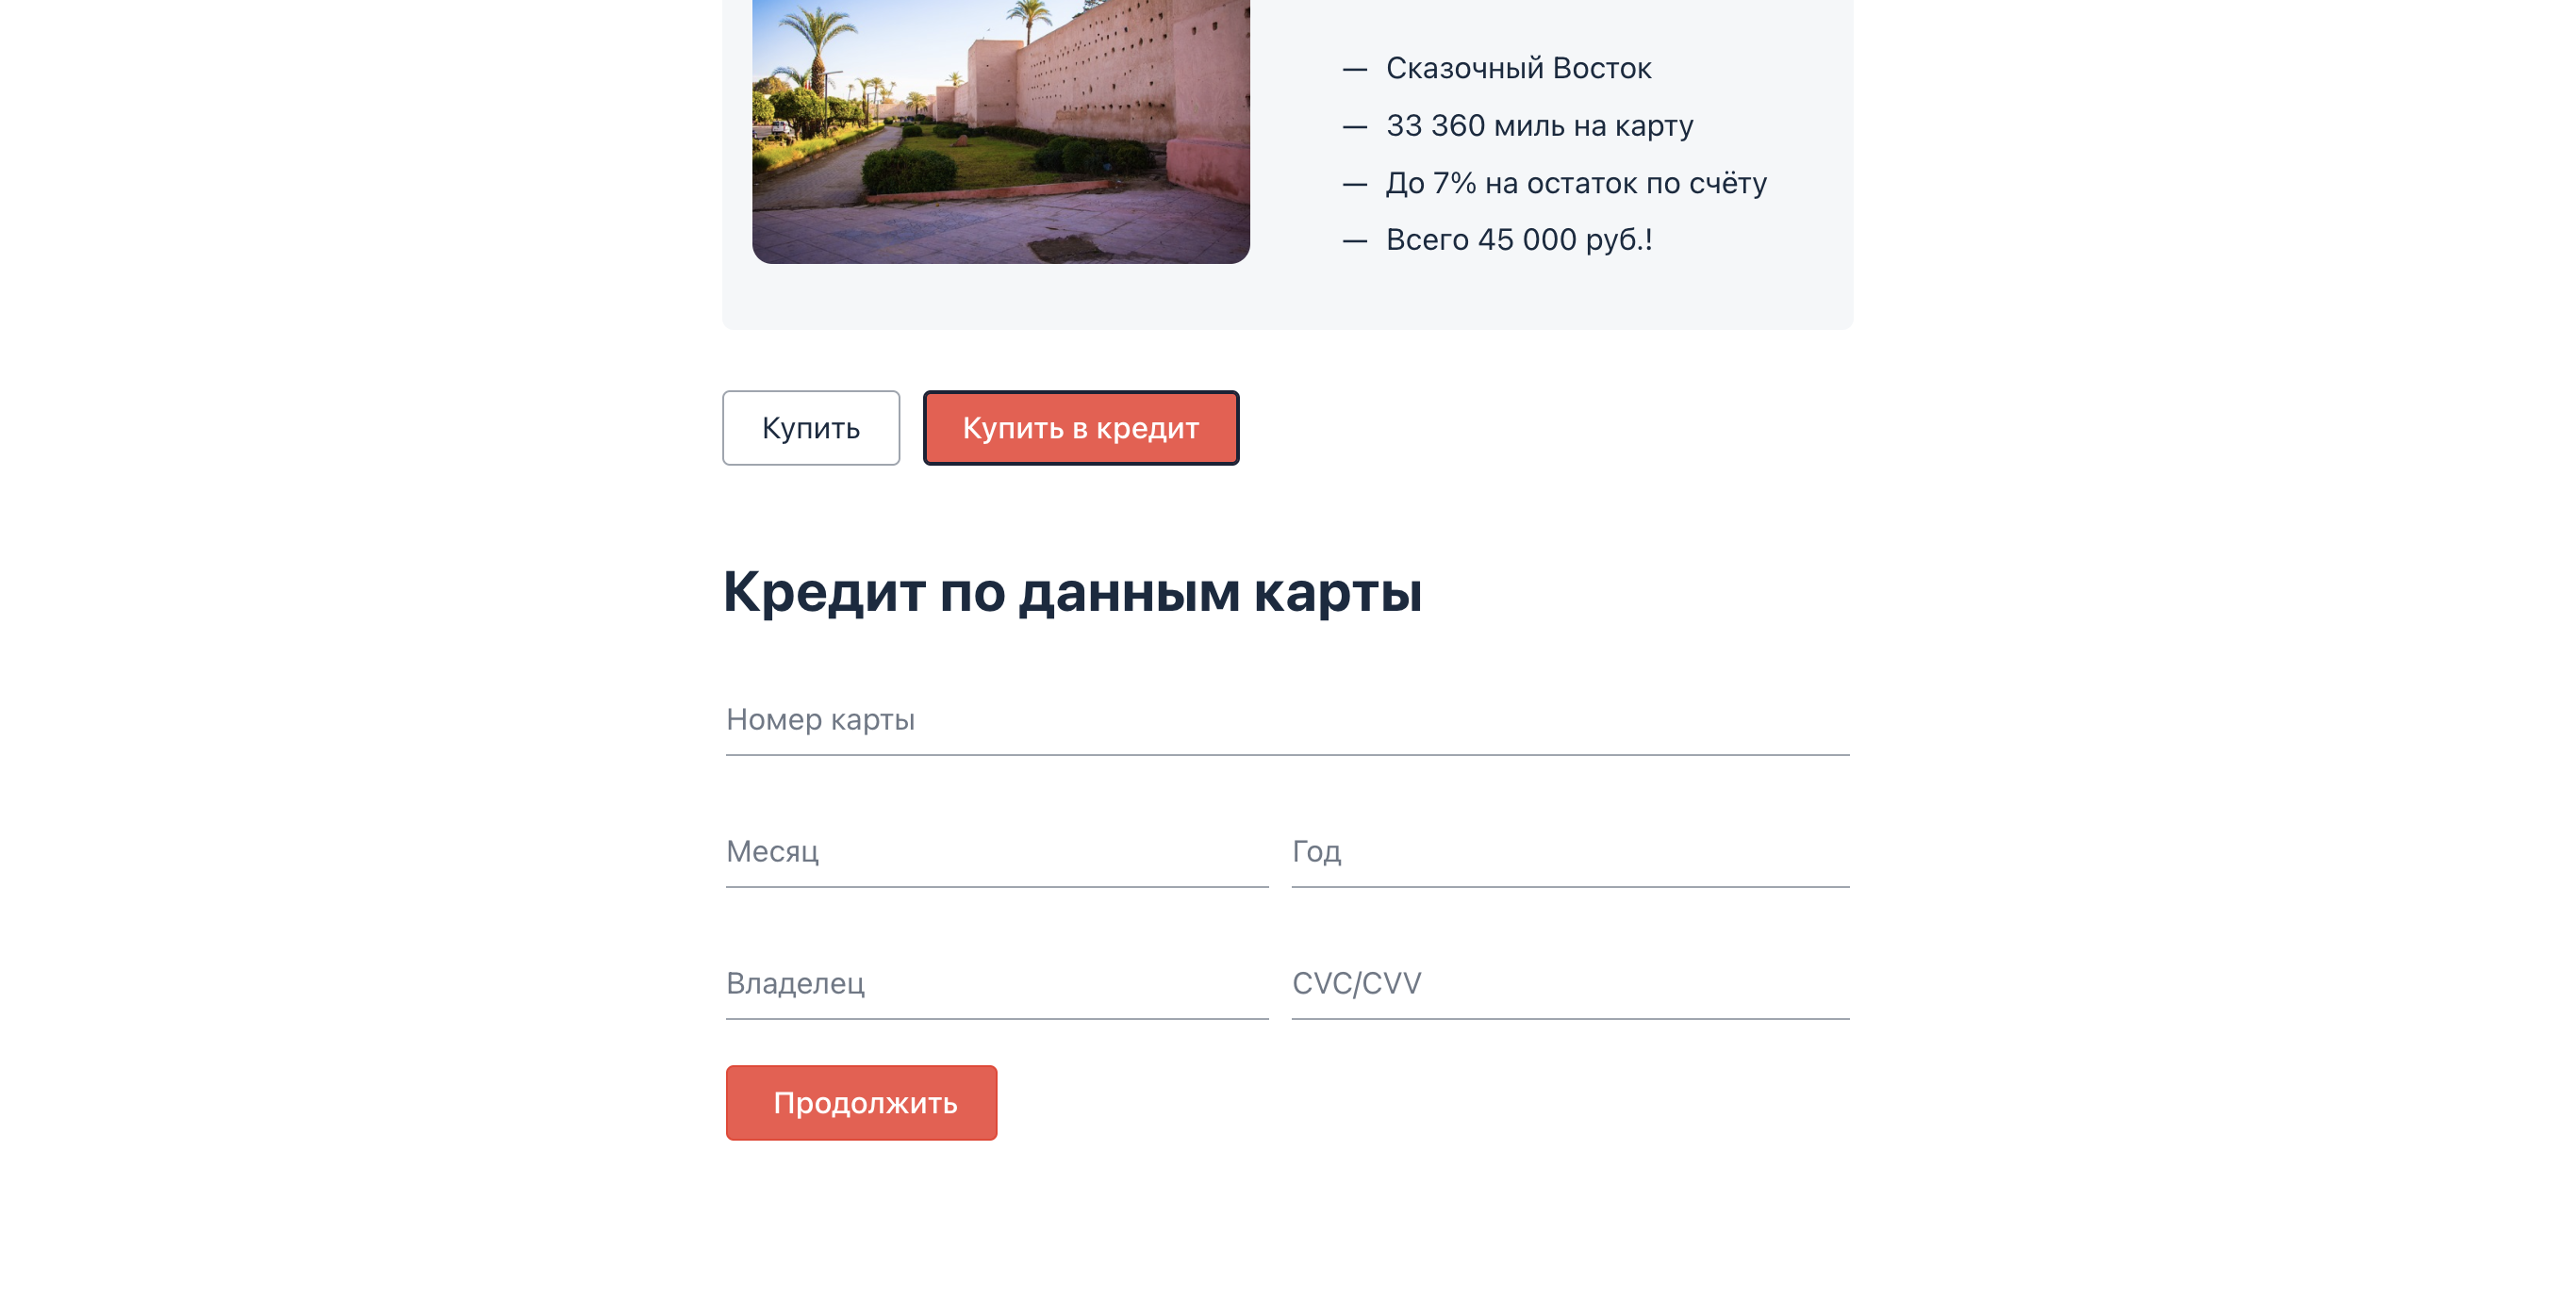 — Сказочный Восток
— 33 360 миль на карту
— До 7% на остаток по счёту
— Всего 45 000 руб.!
Купить Купить в кредит
Кредит по данным карты
Номер карты
Месяц Год
Владелец CVC/CVV
Продолжить